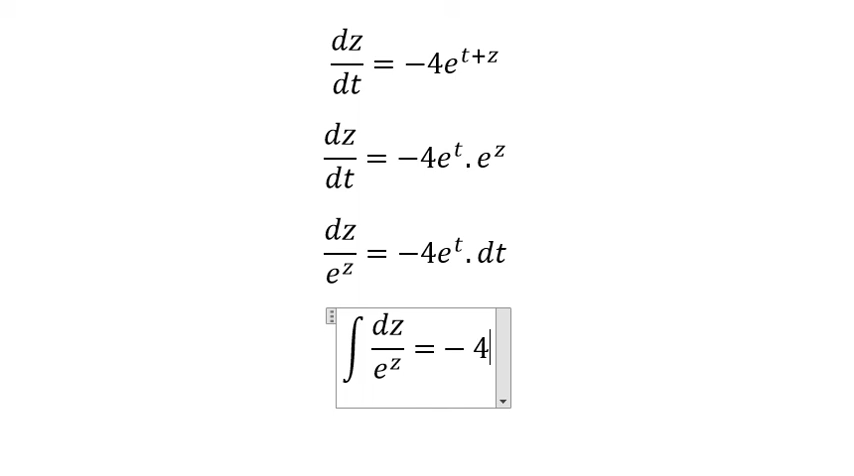 dz/dt = −4e^{t+z}
dz/dt = −4e^t . e^z
dz/e^z = −4e^t . dt
∫ dz/e^z = − 4